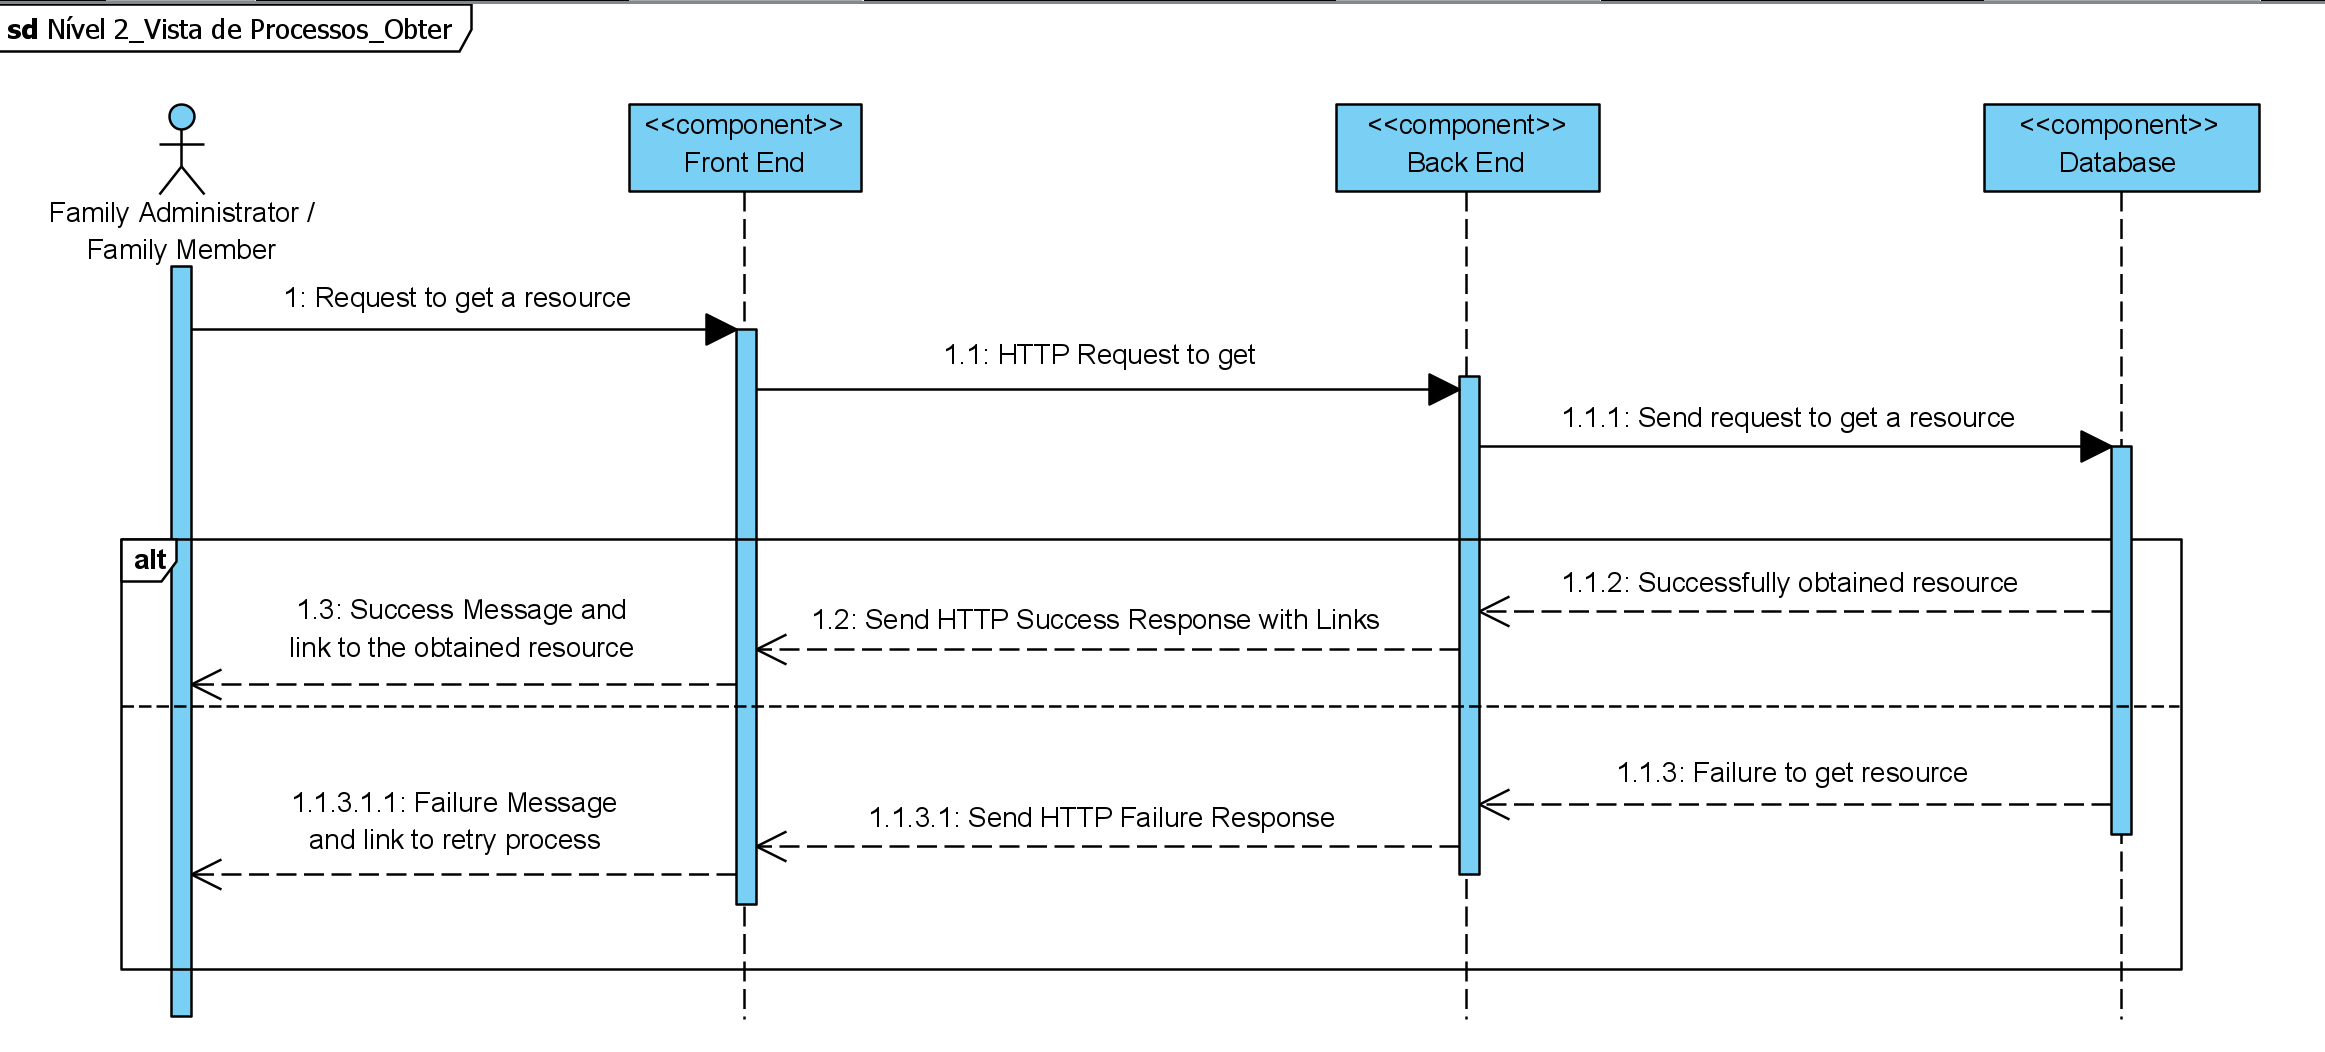 sd Nível 2_Vista de Processos_Obter
Family Administrator /
Family Member
<<component>>
Front End
<<component>>
Back End
<<component>>
Database
1: Request to get a resource
1.1: HTTP Request to get
1.1.1: Send request to get a resource
alt
1.1.2: Successfully obtained resource
1.2: Send HTTP Success Response with Links
1.3: Success Message and
link to the obtained resource
1.1.3: Failure to get resource
1.1.3.1: Send HTTP Failure Response
1.1.3.1.1: Failure Message
and link to retry process